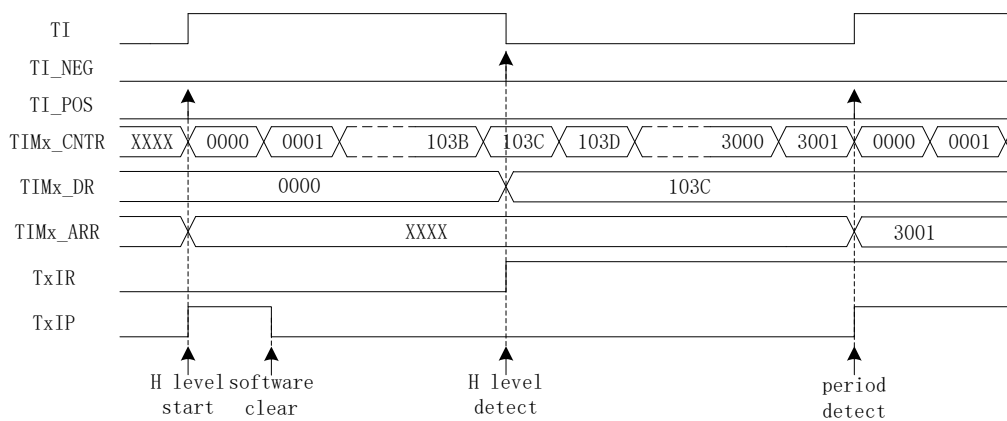 TI
TI_NEG
TI_POS
TIMx_CNTR XXXX 0000 0001 103B 103C 103D 3000 3001 0000 0001
TIMx_DR 0000 103C
TIMx_ARR XXXX 3001
TxIR
TxIP
H level start
software clear
H level detect
period detect